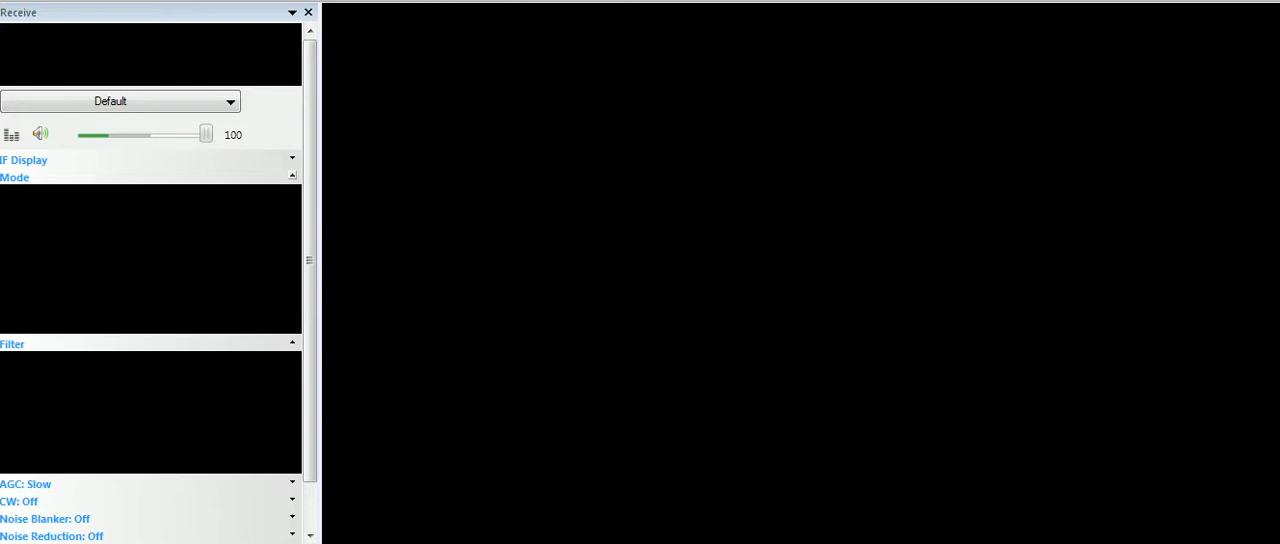 Receive
Default
100
IF Display
Mode
Filter
AGC: Slow
CW: Off
Noise Blanker: Off
Noise Reduction: Off